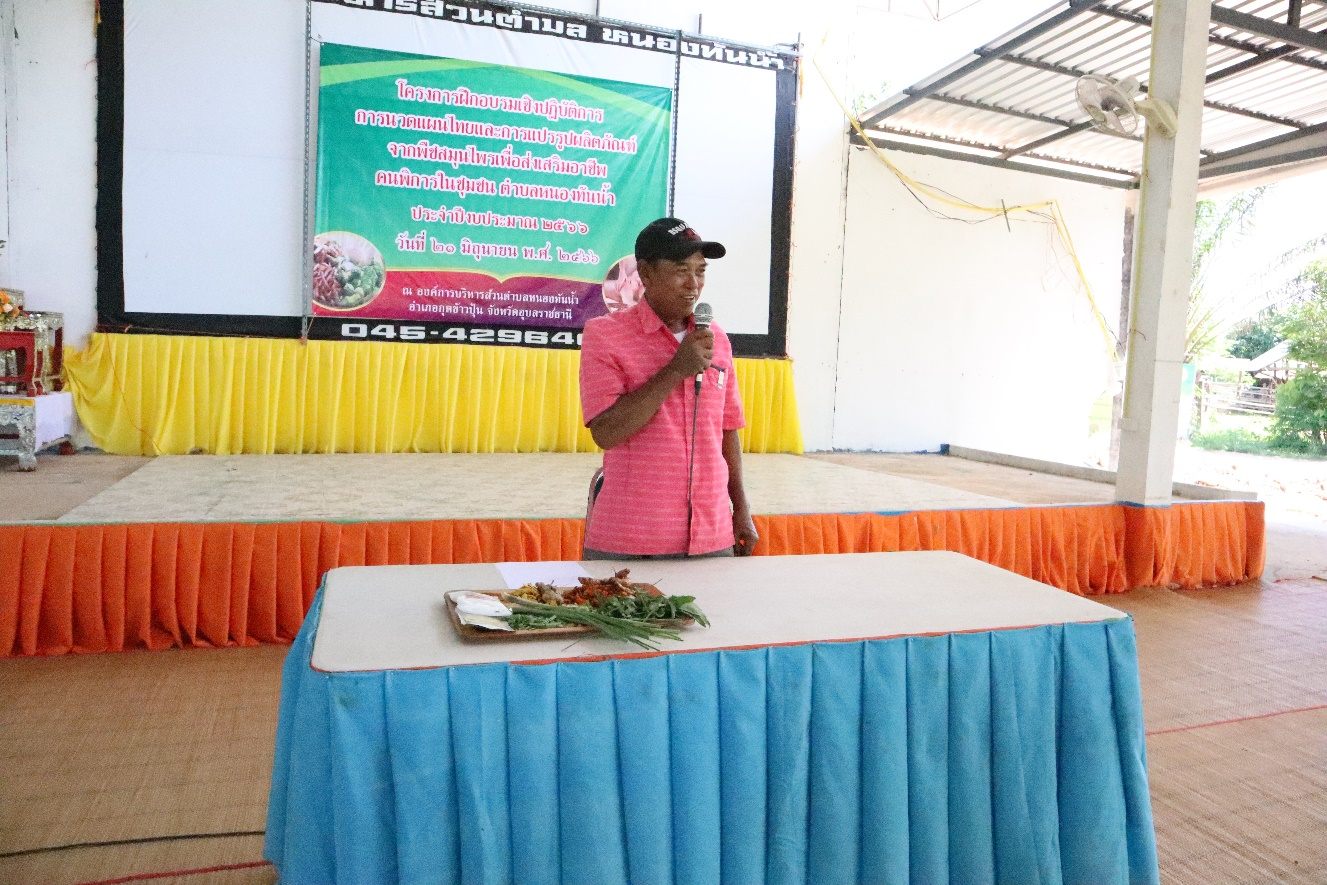 หารส่วนตำบล หนองทันน้ำ
โครงการฝึกอบรมเชิงปฏิบัติการ
การนวดแผนไทยและการแปรรูปผลิตภัณฑ์
จากพืชสมุนไพรเพื่อส่งเสริมอาชีพ
คนพิการในชุมชน ตำบลหนองทันน้ำ
ประจำปีงบประมาณ ๒๕๖๖
วันที่ ๒๑ มิถุนายน พ.ศ. ๒๕๖๖
ณ องค์การบริหารส่วนตำบลหนองทันน้ำ
อำเภอกุดข้าวปุ้น จังหวัดอุบลราชธานี
045-42964